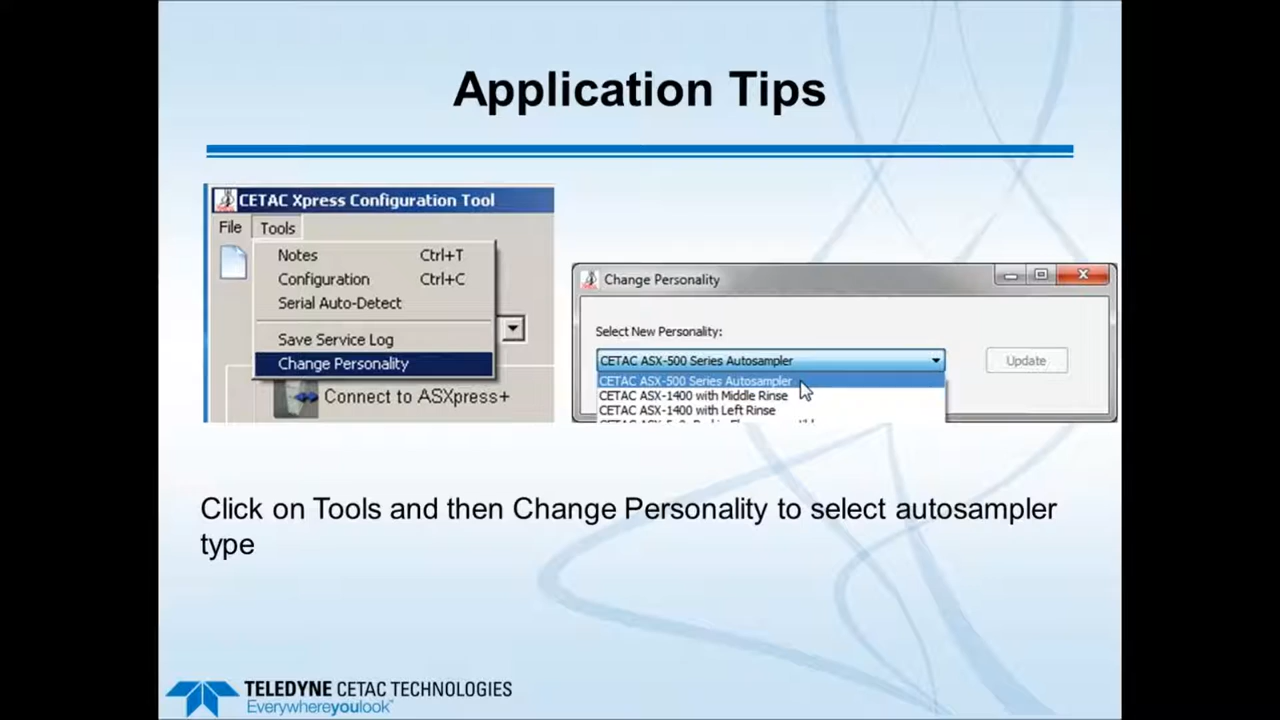 Application Tips
CETAC Xpress Configuration Tool
File Tools
Notes Ctrl+T
Configuration Ctrl+C
Serial Auto-Detect
Save Service Log
Change Personality
Connect to ASXpress+
Change Personality
Select New Personality:
CETAC ASX-500 Series Autosampler
Update
CETAC ASX-500 Series Autosampler
CETAC ASX-1400 with Middle Rinse
CETAC ASX-1400 with Left Rinse
Click on Tools and then Change Personality to select autosampler
type
TELEDYNE CETAC TECHNOLOGIES
Everywhereyoulook™